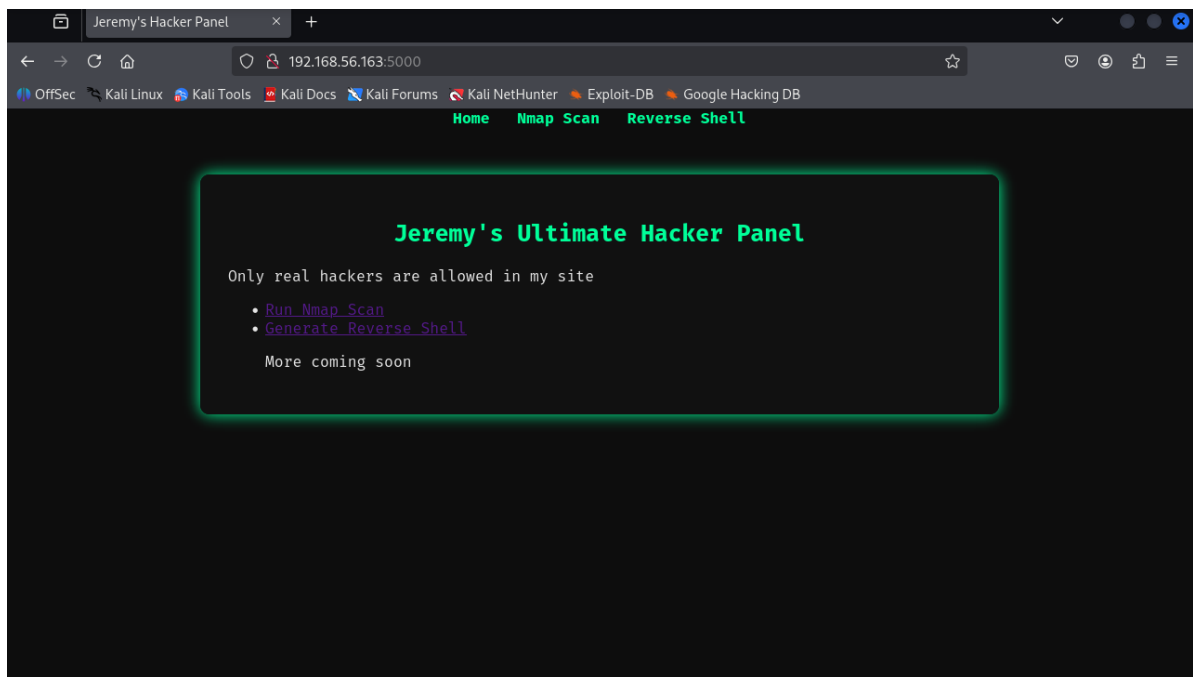 Jeremy's Hacker Panel
192.168.56.163:5000
OffSec Kali Linux Kali Tools Kali Docs Kali Forums Kali NetHunter Exploit-DB Google Hacking DB
Home Nmap Scan Reverse Shell
Jeremy's Ultimate Hacker Panel
Only real hackers are allowed in my site
Run Nmap Scan
Generate Reverse Shell
More coming soon